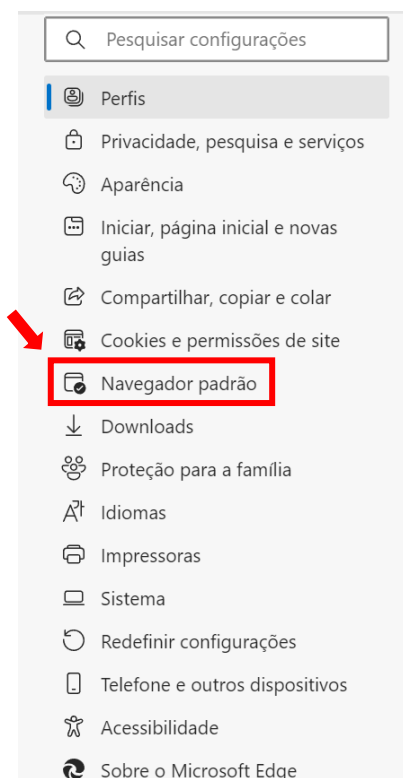 Pesquisar configurações
Perfis
Privacidade, pesquisa e serviços
Aparência
Iniciar, página inicial e novas
guias
Compartilhar, copiar e colar
Cookies e permissões de site
Navegador padrão
Downloads
Proteção para a família
Idiomas
Impressoras
Sistema
Redefinir configurações
Telefone e outros dispositivos
Acessibilidade
Sobre o Microsoft Edge